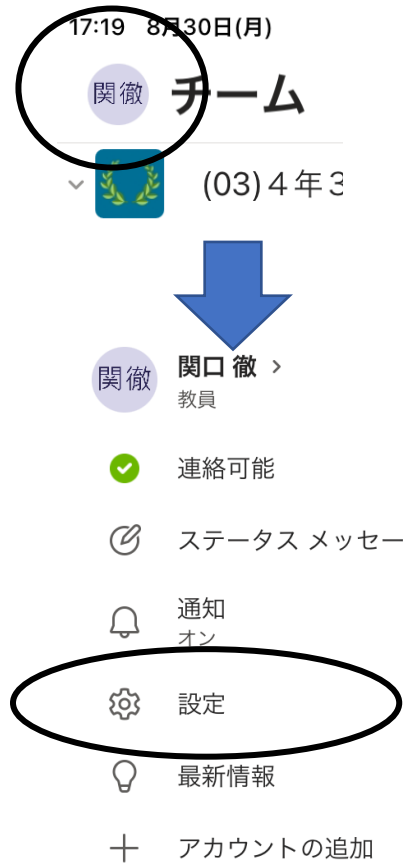 17:19 8月30日(月)
関徹 チーム
(03)４年３
関徹 関口 徹 >
教員
連絡可能
ステータス メッセー
通知
オン
設定
最新情報
アカウントの追加